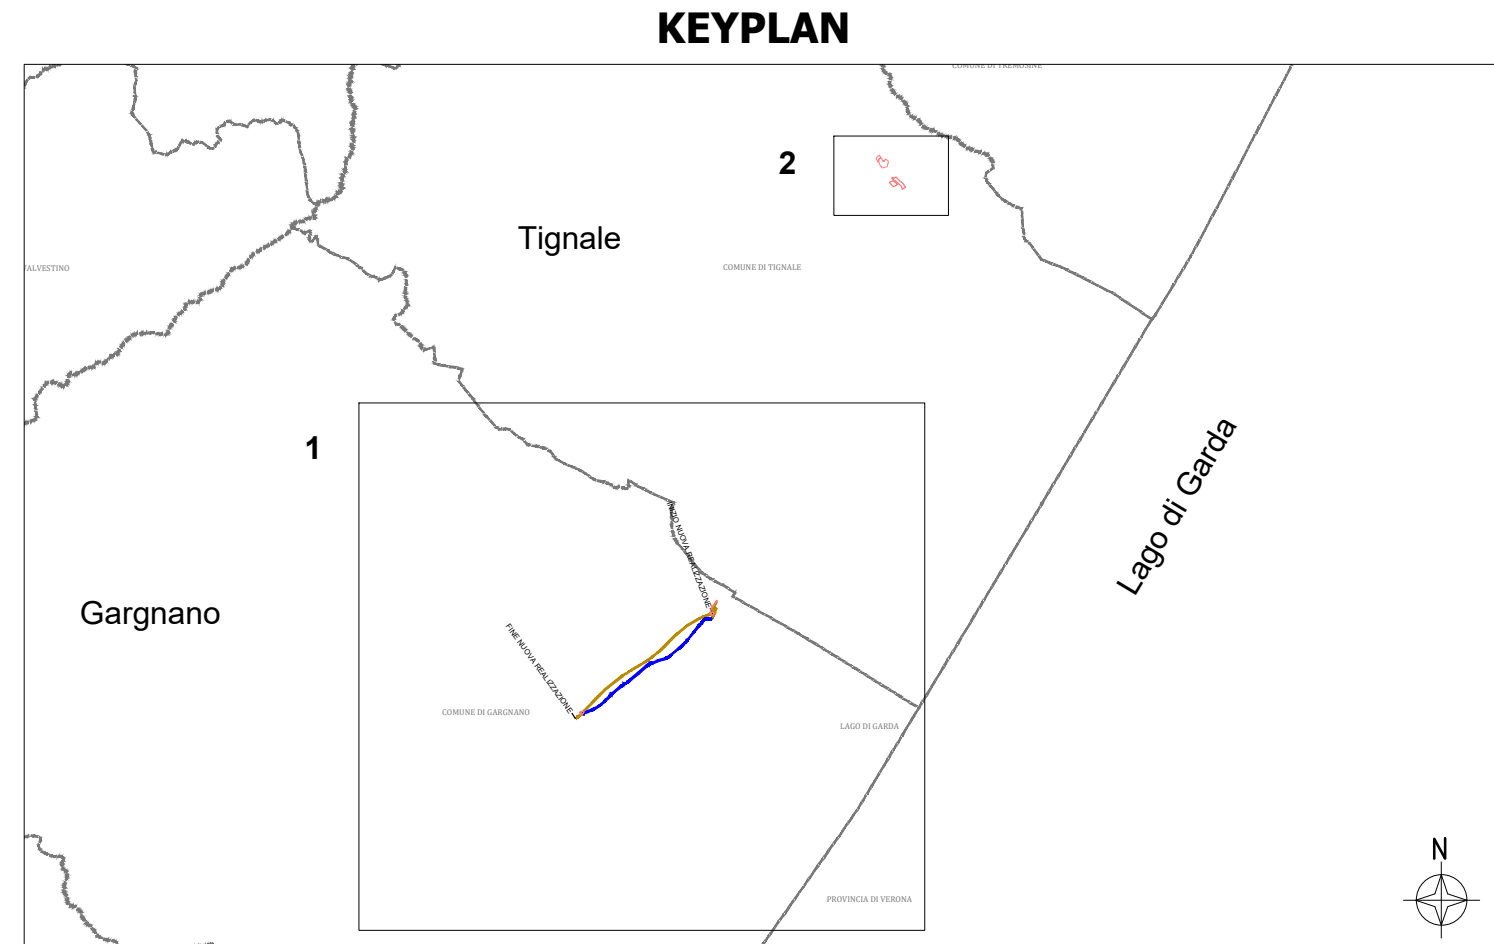 KEYPLAN
COMUNE DI TREMOSINE
2
Tignale
ALVESTINO
COMUNE DI TIGNALE
Lago di Garda
1
INIZIO NUOVA REALIZZAZIONE
Gargnano
FINE NUOVA REALIZZAZIONE
COMUNE DI GARGNANO
LAGO DI GARDA
N
PROVINCIA DI VERONA